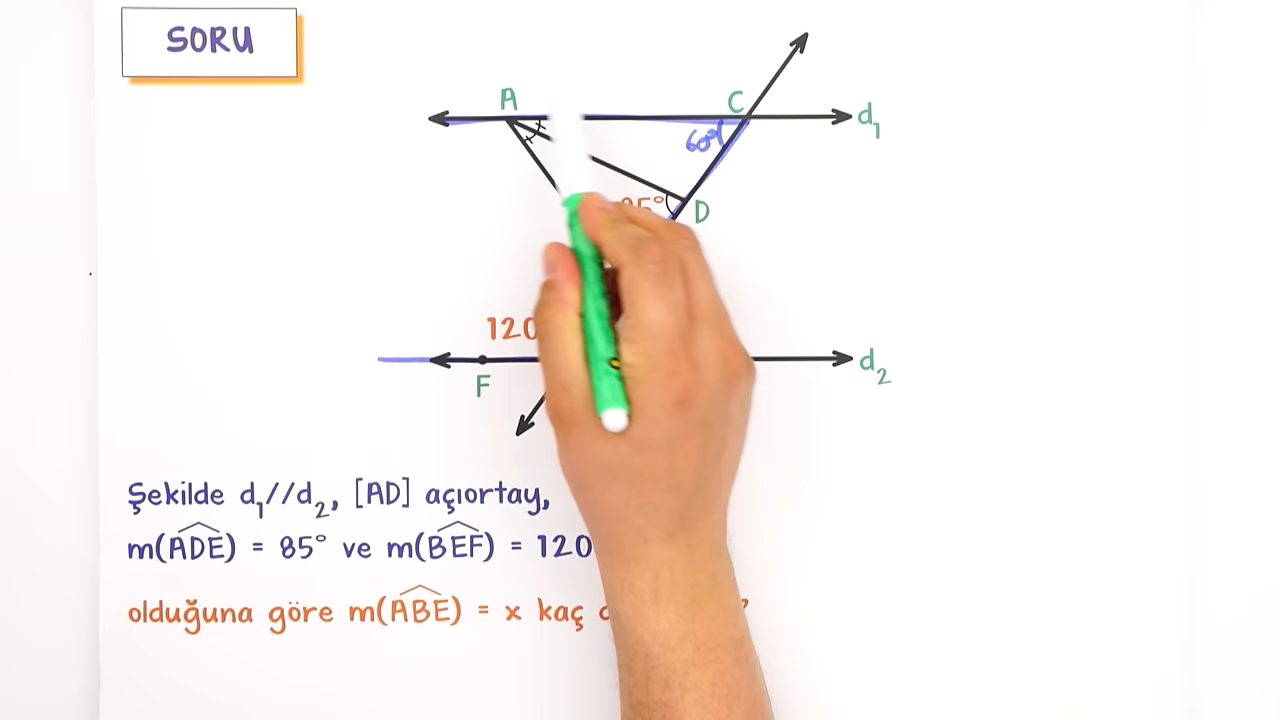 SORU
A
C
d₁
60°
D
120
F
d₂
Şekilde d₁//d₂, [AD] açıortay,
m(ADE) = 85° ve m(BEF) = 120
olduğuna göre m(ABE) = x kaç